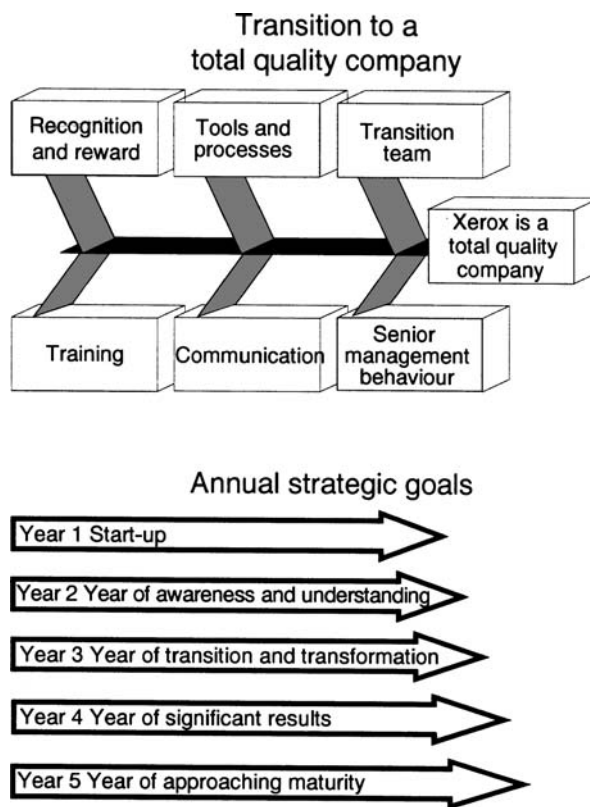 Transition to a
total quality company
Recognition
and reward
Tools and
processes
Transition
team
Xerox is a
total quality
company
Training
Communication
Senior
management
behaviour
Annual strategic goals
Year 1 Start-up
Year 2 Year of awareness and understanding
Year 3 Year of transition and transformation
Year 4 Year of significant results
Year 5 Year of approaching maturity